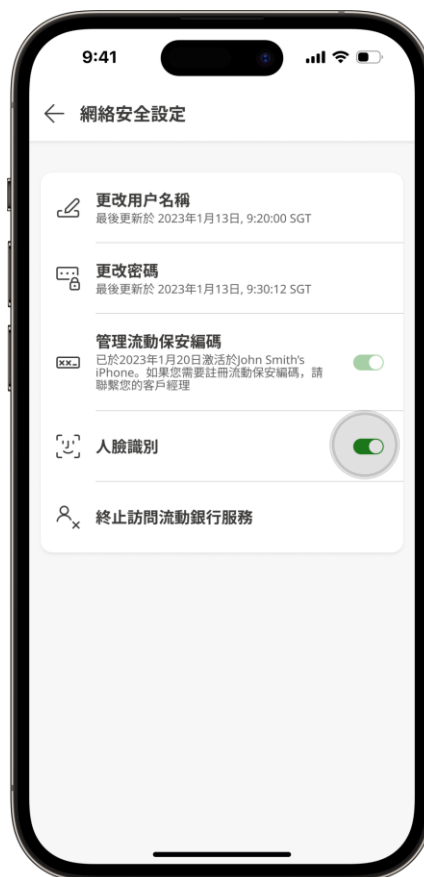 9:41
網絡安全設定
更改用户名稱
最後更新於 2023年1月13日, 9:20:00 SGT
更改密碼
最後更新於 2023年1月13日, 9:30:12 SGT
管理流動保安編碼
已於2023年1月20日激活於John Smith's
iPhone。如果您需要註冊流動保安編碼，請
聯繫您的客戶經理
人臉識別
終止訪問流動銀行服務